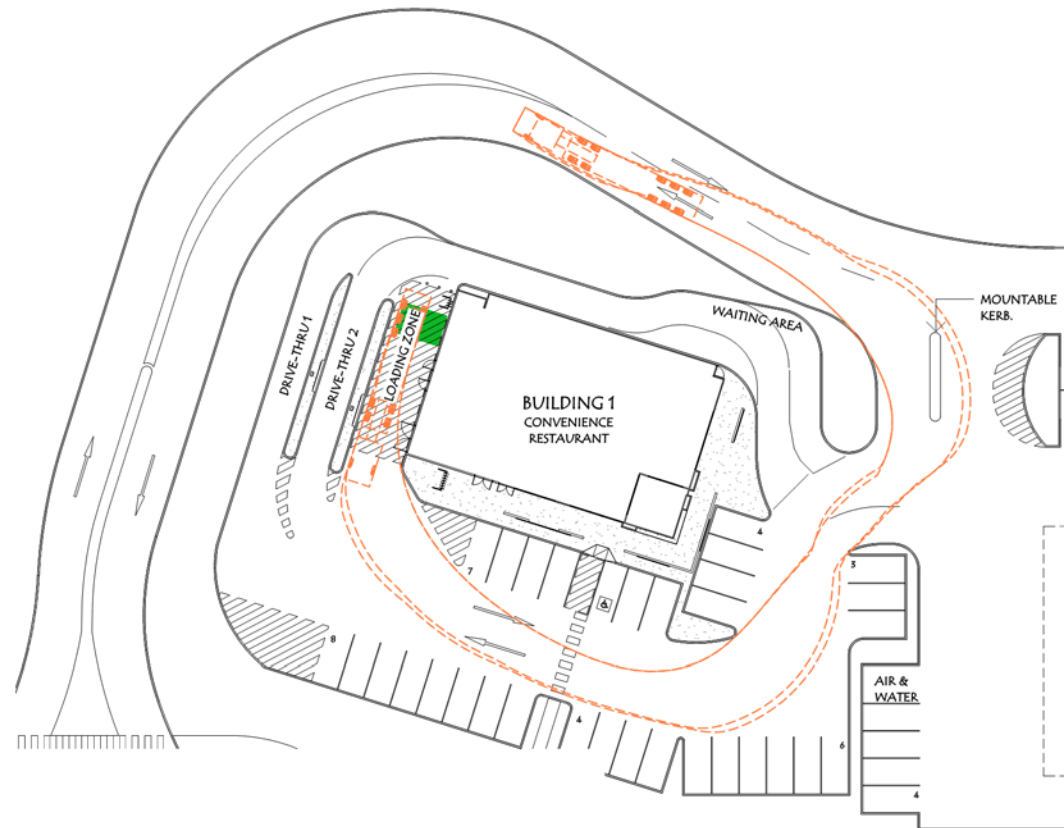 MOUNTABLE
KERB.
WAITING AREA
DRIVE-THRU 1
DRIVE-THRU 2
LOADING ZONE
BUILDING 1
CONVENIENCE
RESTAURANT
4
3
7
8
AIR &
WATER
4
6
4